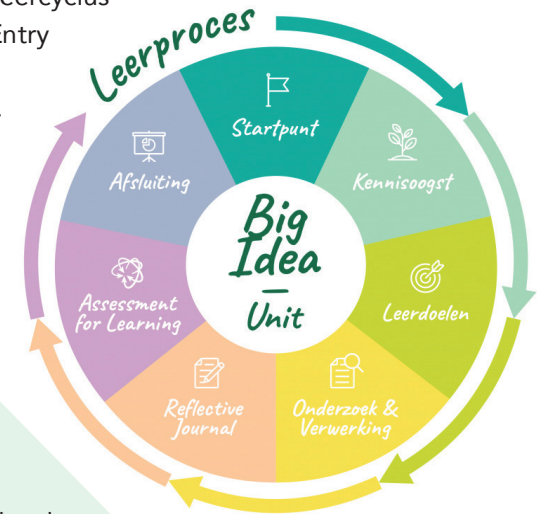 Leerproces
Startpunt
Kennisoogst
Leerdoelen
Onderzoek &
Verwerking
Reflective
Journal
Assessment
for Learning
Afsluiting
Big
Idea
Unit
Entry